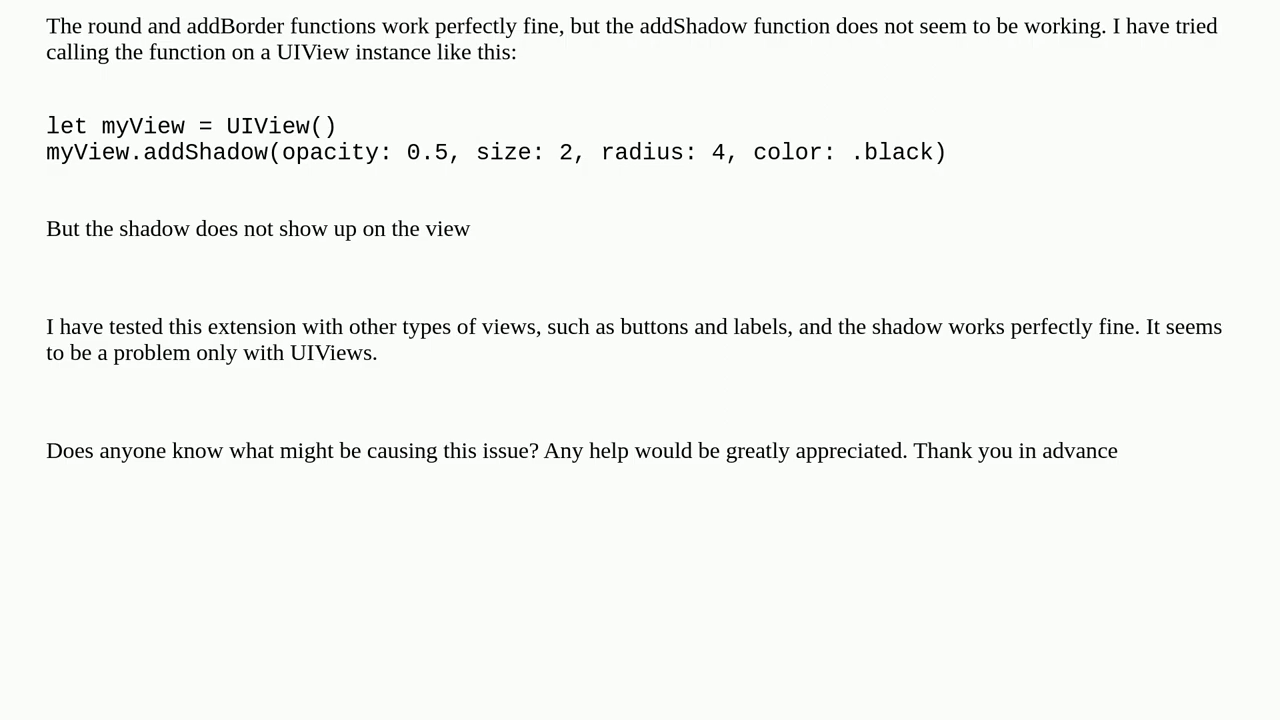 The round and addBorder functions work perfectly fine, but the addShadow function does not seem to be working. I have tried
calling the function on a UIView instance like this:
let myView = UIView()
myView.addShadow(opacity: 0.5, size: 2, radius: 4, color: .black)
But the shadow does not show up on the view
I have tested this extension with other types of views, such as buttons and labels, and the shadow works perfectly fine. It seems
to be a problem only with UIViews.
Does anyone know what might be causing this issue? Any help would be greatly appreciated. Thank you in advance